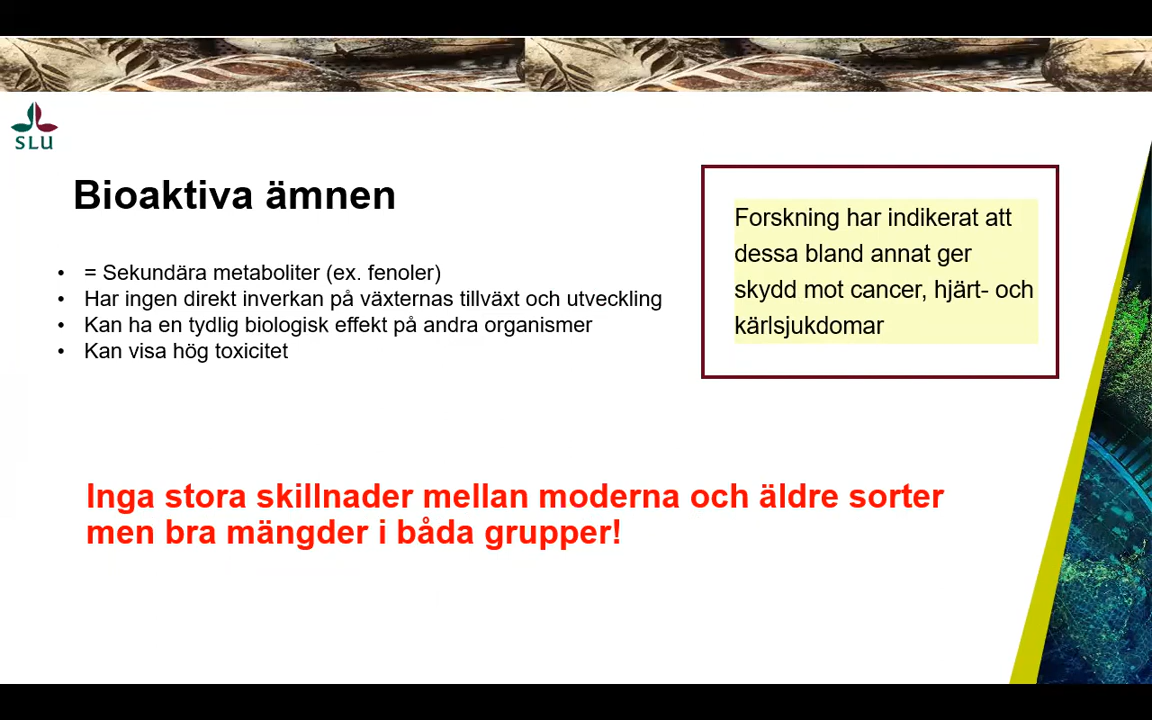 SLU
Bioaktiva ämnen
• = Sekundära metaboliter (ex. fenoler)
• Har ingen direkt inverkan på växternas tillväxt och utveckling
• Kan ha en tydlig biologisk effekt på andra organismer
• Kan visa hög toxicitet
Forskning har indikerat att
dessa bland annat ger
skydd mot cancer, hjärt- och
kärlsjukdomar
Inga stora skillnader mellan moderna och äldre sorter
men bra mängder i båda grupper!